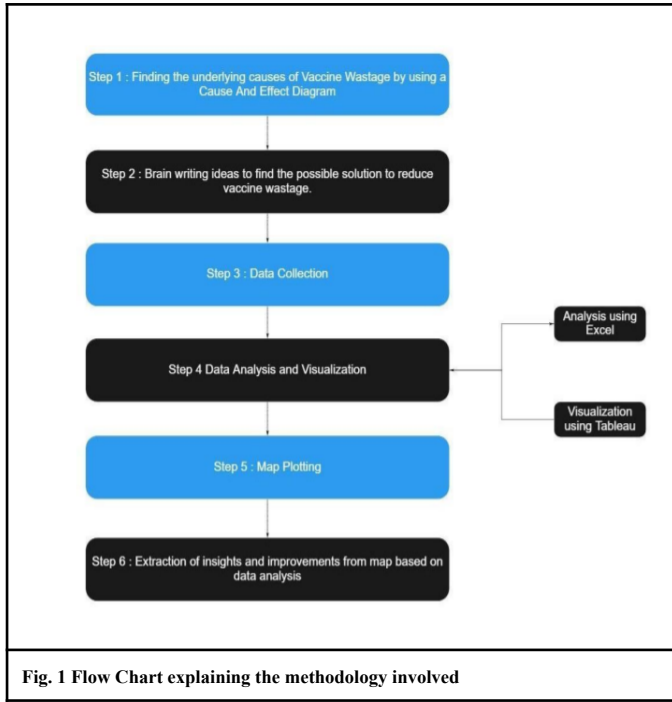 Step 1 : Finding the underlying causes of Vaccine Wastage by using a
Cause And Effect Diagram
Step 2 : Brain writing ideas to find the possible solution to reduce
vaccine wastage.
Step 3 : Data Collection
Step 4 Data Analysis and Visualization
Analysis using
Excel
Visualization
using Tableau
Step 5 : Map Plotting
Step 6 : Extraction of insights and improvements from map based on
data analysis
Fig. 1 Flow Chart explaining the methodology involved